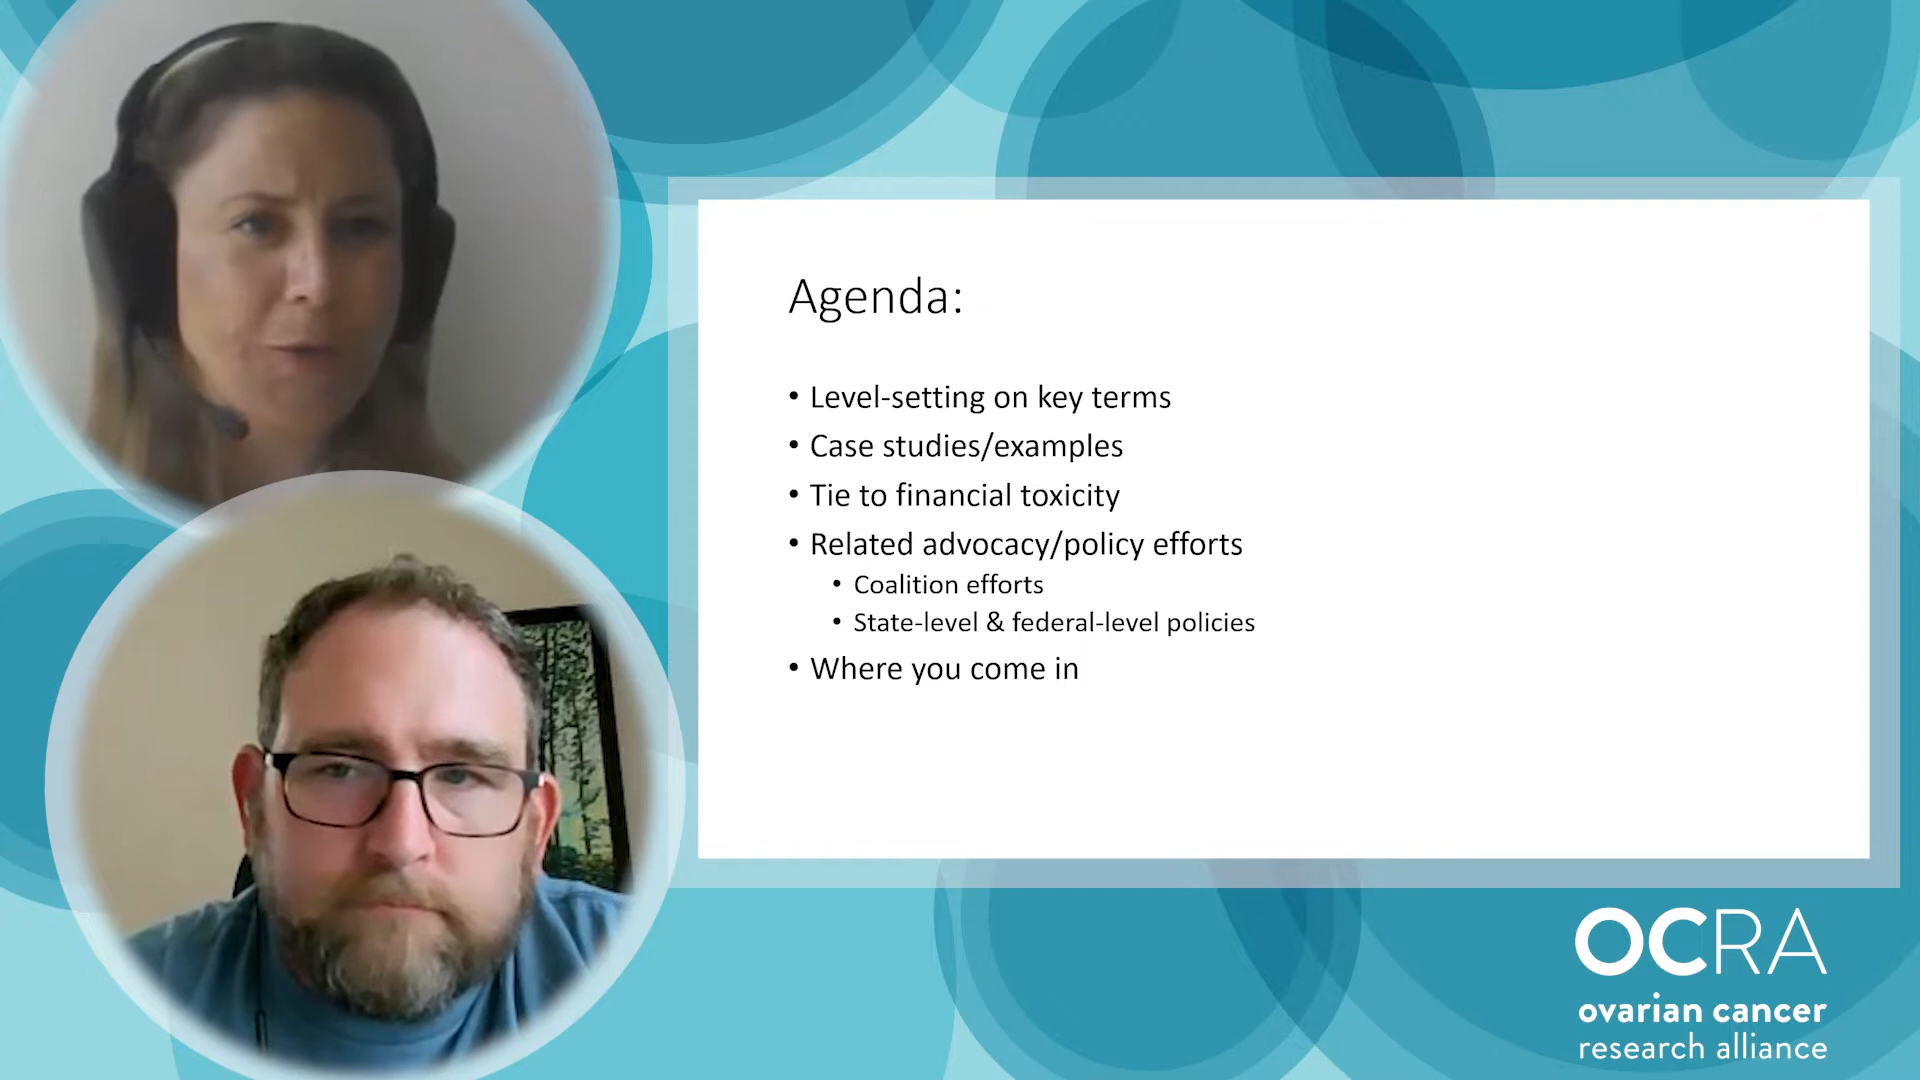 Agenda:
• Level-setting on key terms
• Case studies/examples
• Tie to financial toxicity
• Related advocacy/policy efforts
• Coalition efforts
• State-level & federal-level policies
• Where you come in
OCRA
ovarian cancer
research alliance